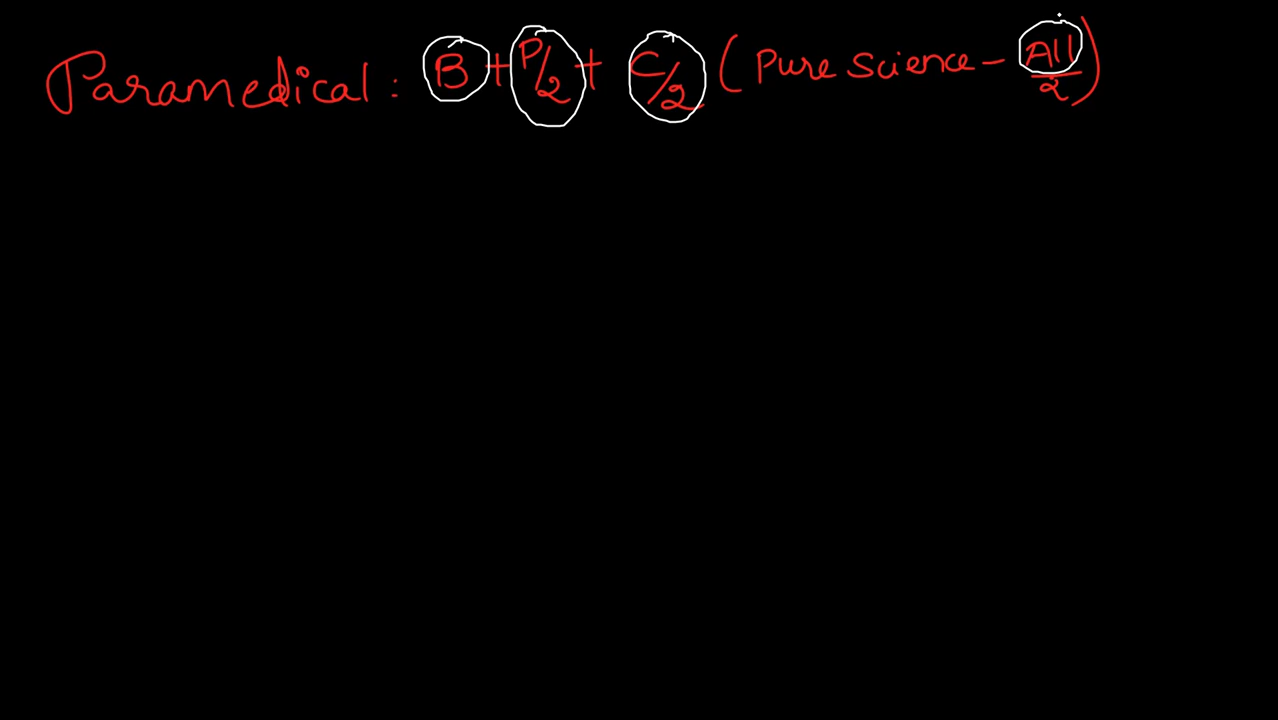 Paramedical : B + P/2 + C/2 ( Pure Science - All/2 )